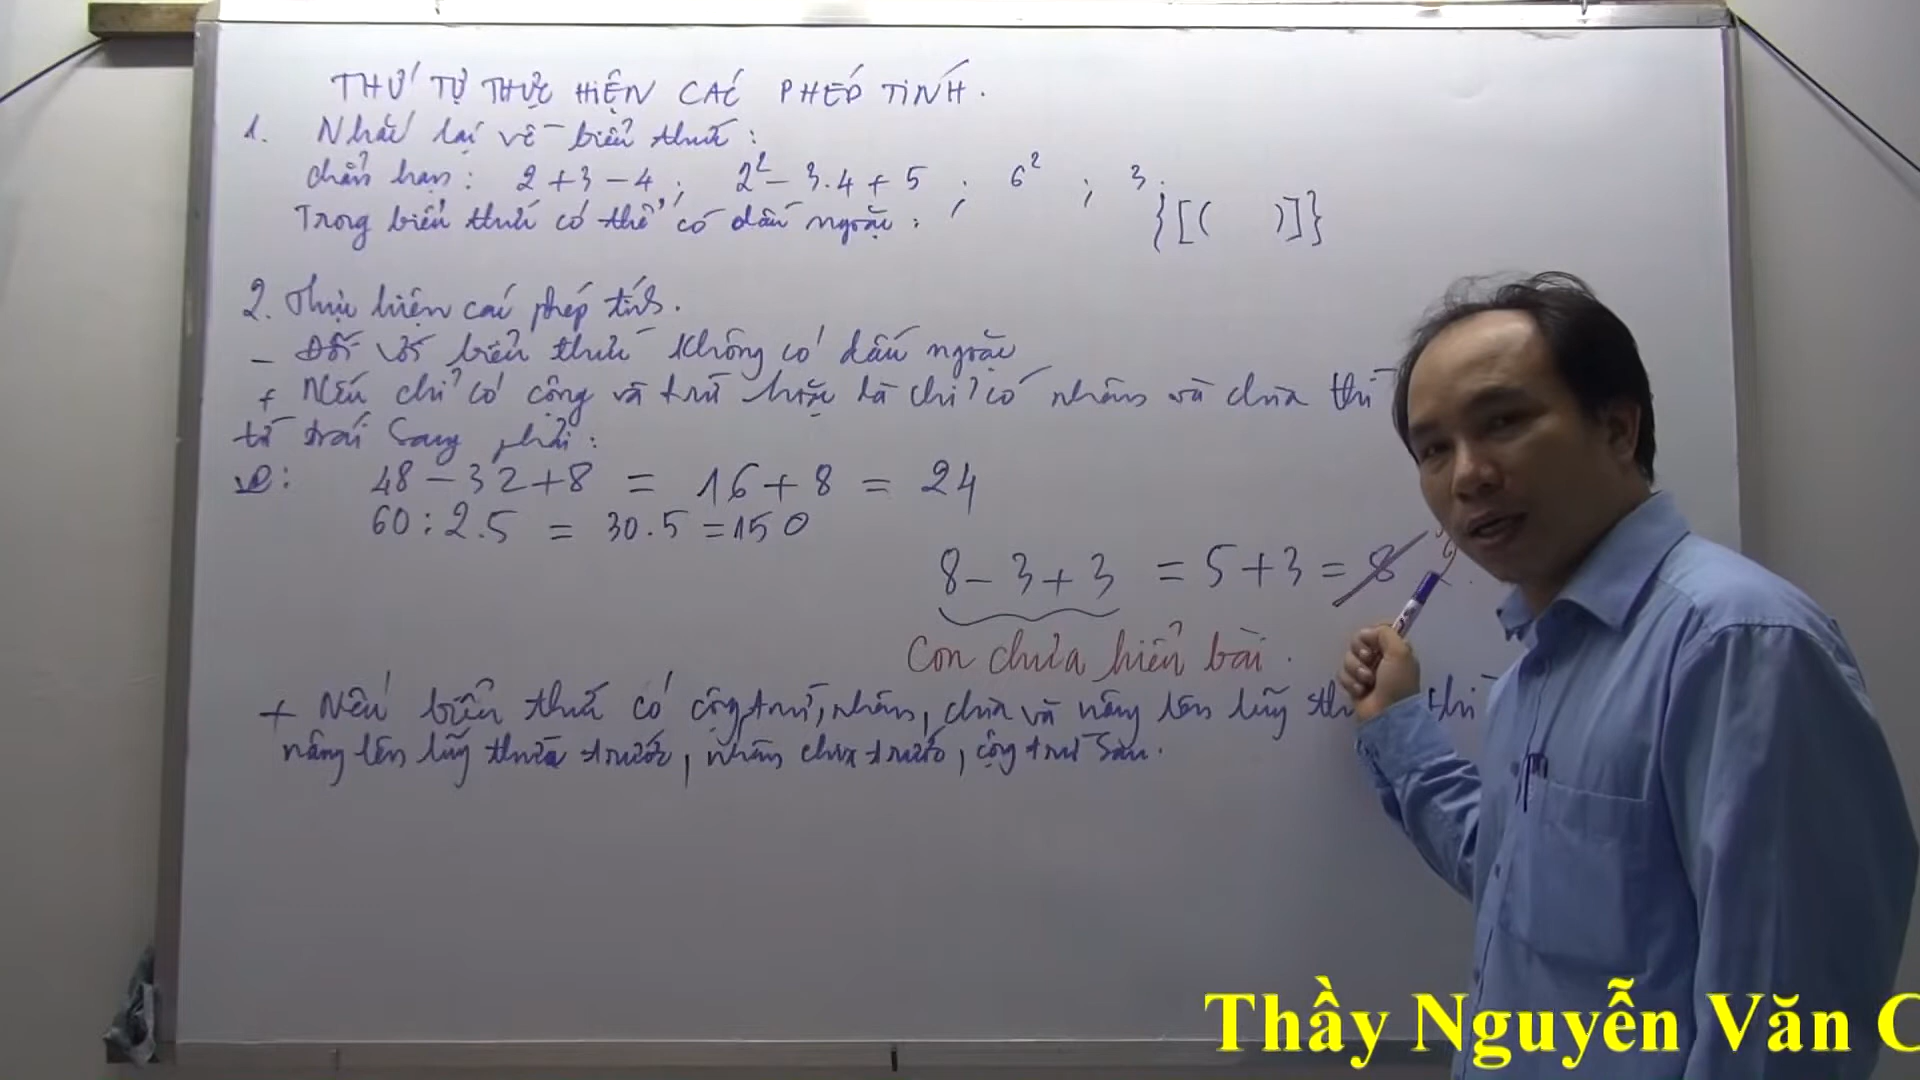 THỨ TỰ THỰC HIỆN CÁC PHÉP TÍNH.
1. Nhắc lại về biểu thức:
chẳn hạn: 2 + 3 - 4 ; 2² - 3.4 + 5 ; 6² ; 3.
Trong biểu thức có thể có dấu ngoặc: {[( )]}
2. Thực hiện các phép tính.
- Đối với biểu thức không có dấu ngoặc
+ Nếu chỉ có cộng và trừ hoặc là chỉ có nhân và chia thì
từ trái sang phải:
VD: 48 - 32 + 8 = 16 + 8 = 24
60 : 2.5 = 30.5 = 150
8 - 3 + 3 = 5 + 3 = 8
Con chưa hiểu bài.
+ Nếu biểu thức có cộng trừ, nhân, chia và nâng lên lũy thì
nâng lên lũy thừa trước, nhân chia trước, cộng trừ sau.
Thầy Nguyễn Văn C